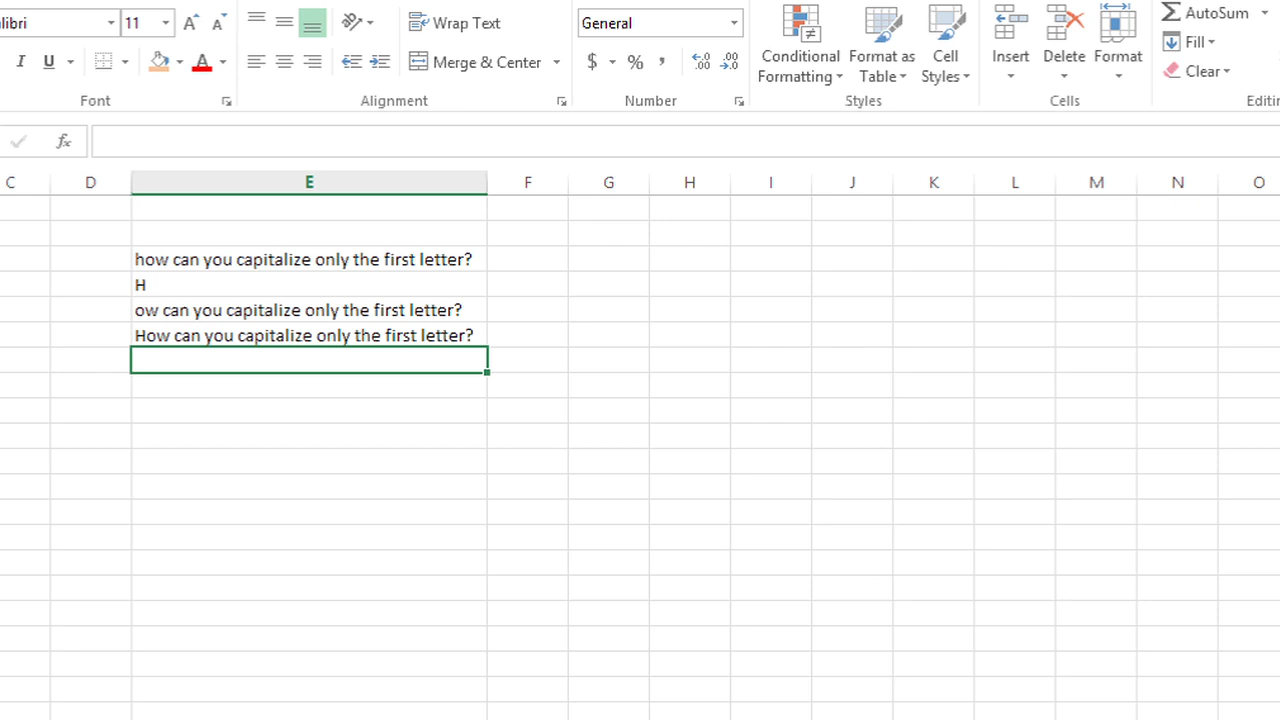 libri 11 A A Wrap Text General AutoSum
I U A Merge & Center $ % , .00 .00 Conditional Formatting Format as Table Cell Styles Insert Delete Format Fill
Clear
Font Alignment Number Styles Cells Editin
fx
C D E F G H I J K L M N O
how can you capitalize only the first letter?
H
ow can you capitalize only the first letter?
How can you capitalize only the first letter?